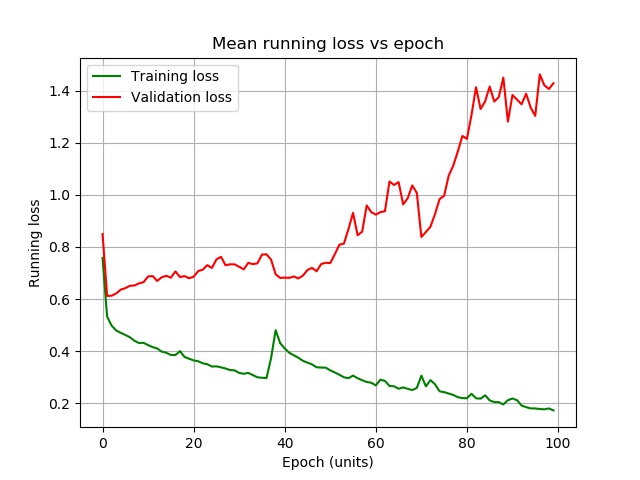 Mean running loss vs epoch
Training loss
Validation loss
1.4
1.2
1.0
0.8
0.6
0.4
0.2
Running loss
0 20 40 60 80 100
Epoch (units)